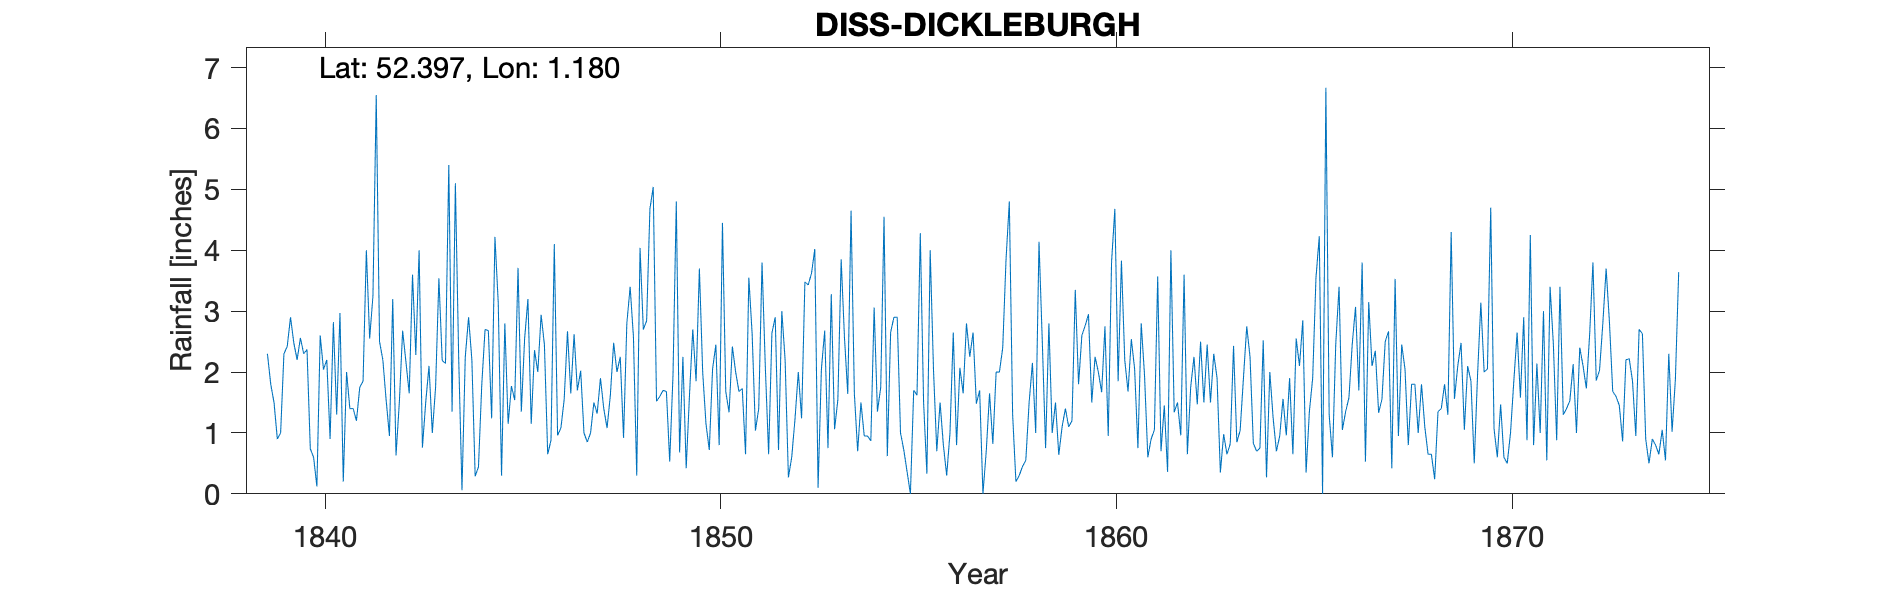 DISS-DICKLEBURGH
Lat: 52.397, Lon: 1.180
7
6
5
4
3
2
1
0
Rainfall [inches]
1840 1850 1860 1870
Year